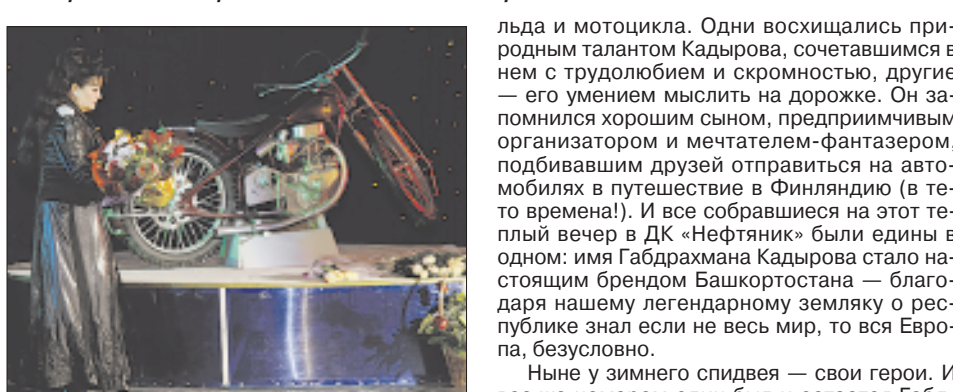 льда и мотоцикла. Одни восхищались при-
родным талантом Кадырова, сочетавшимся в
нем с трудолюбием и скромностью, другие
— его умением мыслить на дорожке. Он за-
помнился хорошим сыном, предприимчивым
организатором и мечтателем-фантазером,
подбивавшим друзей отправиться на авто-
мобилях в путешествие в Финляндию (в те-
то времена!). И все собравшиеся на этот те-
плый вечер в ДК «Нефтяник» были едины в
одном: имя Габдрахмана Кадырова стало на-
стоящим брендом Башкортостана — благо-
даря нашему легендарному земляку о рес-
публике знал если не весь мир, то вся Евро-
па, безусловно.
Ныне у зимнего спидвея — свои герои. И